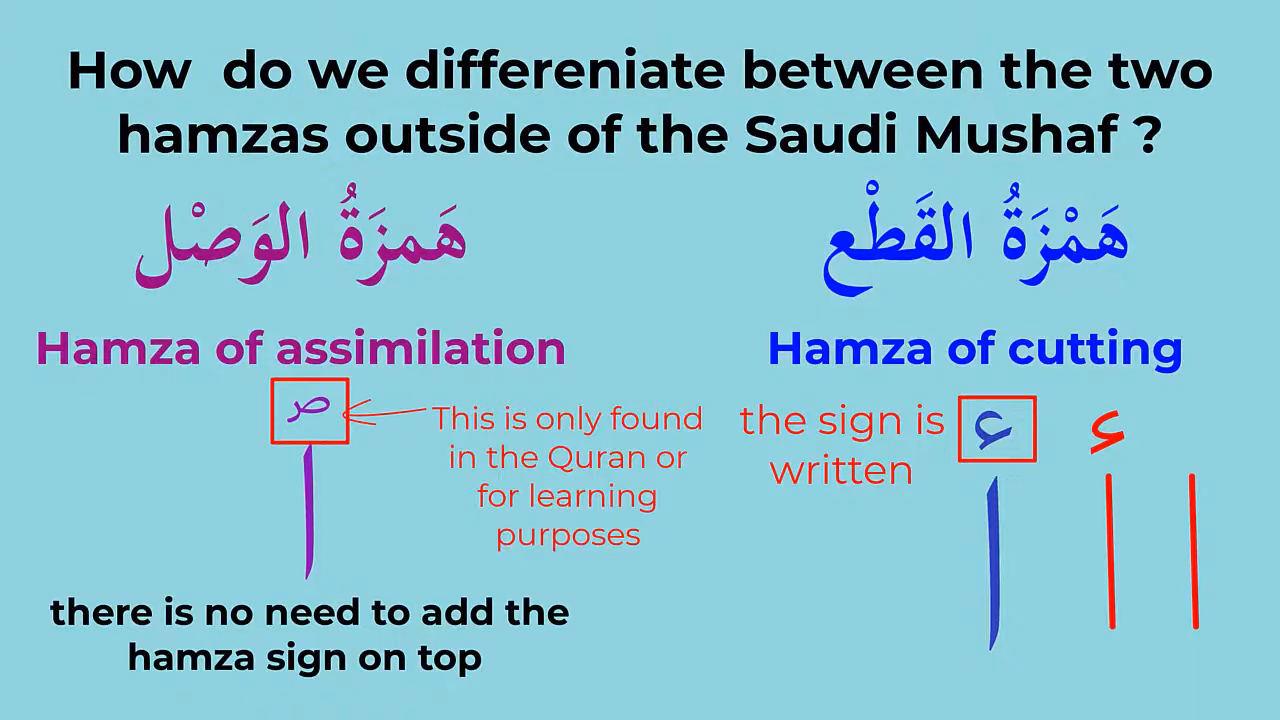 How do we differeniate between the two
hamzas outside of the Saudi Mushaf ?
هَمزَةُ الوَصْل
هَمْزَةُ القَطْع
Hamza of assimilation
Hamza of cutting
ص
ا
This is only found
in the Quran or
for learning
purposes
the sign is
written
ء
ا
ء
ا
ا
there is no need to add the
hamza sign on top